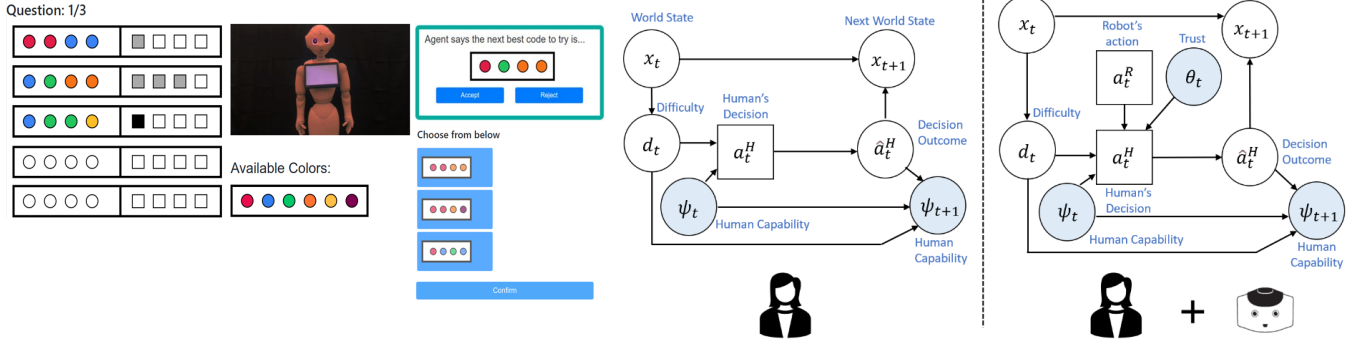 Question: 1/3
Agent says the next best code to try is...
Accept
Reject
Choose from below
Available Colors:
Confirm
World State
Next World State
x_t
x_{t+1}
Difficulty
Human's
Decision
d_t
a_t^H
â_t^H
Decision
Outcome
ψ_t
ψ_{t+1}
Human Capability
Human
Capability
x_t
Robot's
action
Trust
x_{t+1}
a_t^R
θ_t
Difficulty
d_t
a_t^H
â_t^H
Decision
Outcome
Human's
Decision
ψ_t
ψ_{t+1}
Human Capability
Human
Capability
+